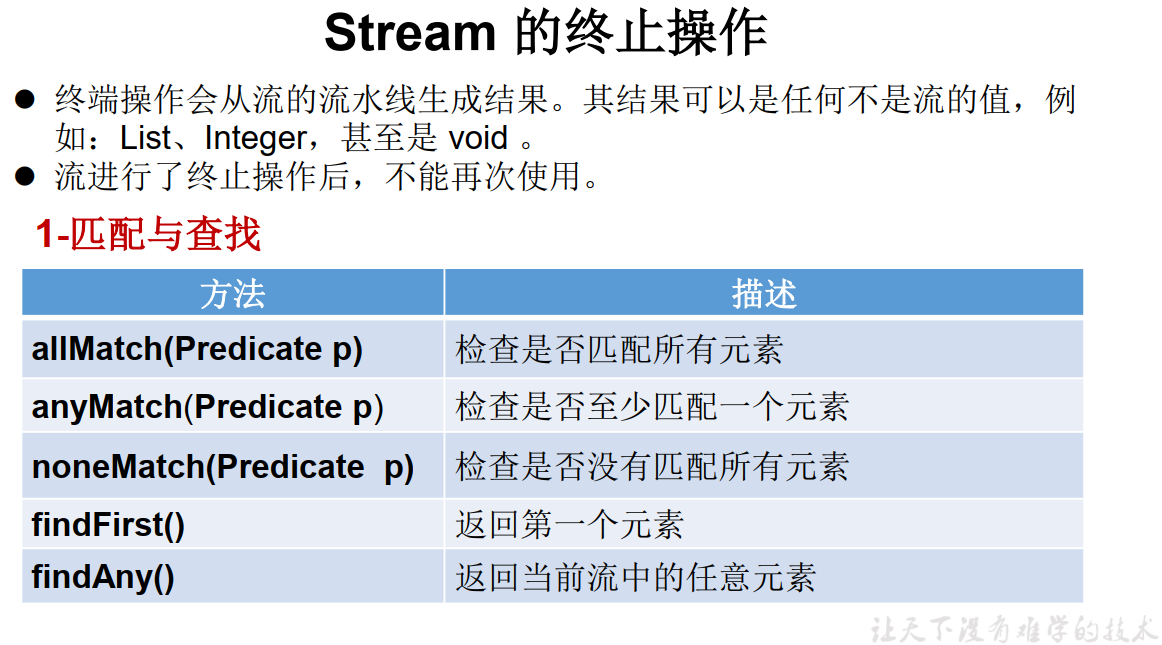 Stream 的终止操作
● 终端操作会从流的流水线生成结果。其结果可以是任何不是流的值，例
如：List、Integer，甚至是 void 。
● 流进行了终止操作后，不能再次使用。
1-匹配与查找
方法 描述
allMatch(Predicate p) 检查是否匹配所有元素
anyMatch(Predicate p) 检查是否至少匹配一个元素
noneMatch(Predicate  p) 检查是否没有匹配所有元素
findFirst() 返回第一个元素
findAny() 返回当前流中的任意元素
让天下没有难学的技术